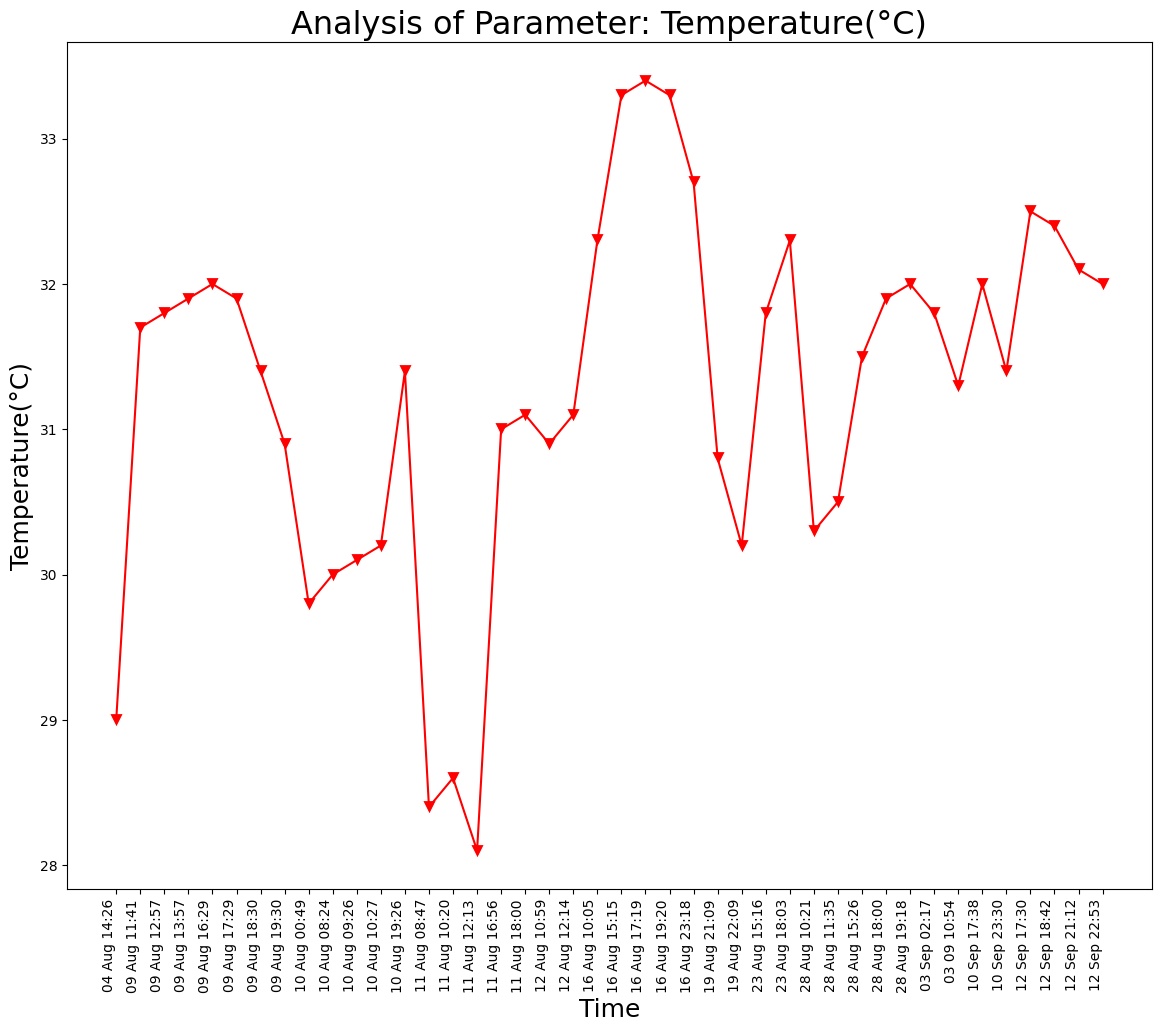 Analysis of Parameter: Temperature(°C)
Temperature(°C)
33
32
31
30
29
28
04 Aug 14:26
09 Aug 11:41
09 Aug 12:57
09 Aug 13:57
09 Aug 16:29
09 Aug 17:29
09 Aug 18:30
09 Aug 19:30
10 Aug 00:49
10 Aug 08:24
10 Aug 09:26
10 Aug 10:27
10 Aug 19:26
11 Aug 08:47
11 Aug 10:20
11 Aug 12:13
11 Aug 16:56
11 Aug 18:00
12 Aug 10:59
12 Aug 12:14
16 Aug 10:05
16 Aug 15:15
16 Aug 17:19
16 Aug 19:20
16 Aug 23:18
19 Aug 21:09
19 Aug 22:09
23 Aug 15:16
23 Aug 18:03
28 Aug 10:21
28 Aug 11:35
28 Aug 15:26
28 Aug 18:00
28 Aug 19:18
03 Sep 02:17
03 09 10:54
10 Sep 17:38
10 Sep 23:30
12 Sep 17:30
12 Sep 18:42
12 Sep 21:12
12 Sep 22:53
Time